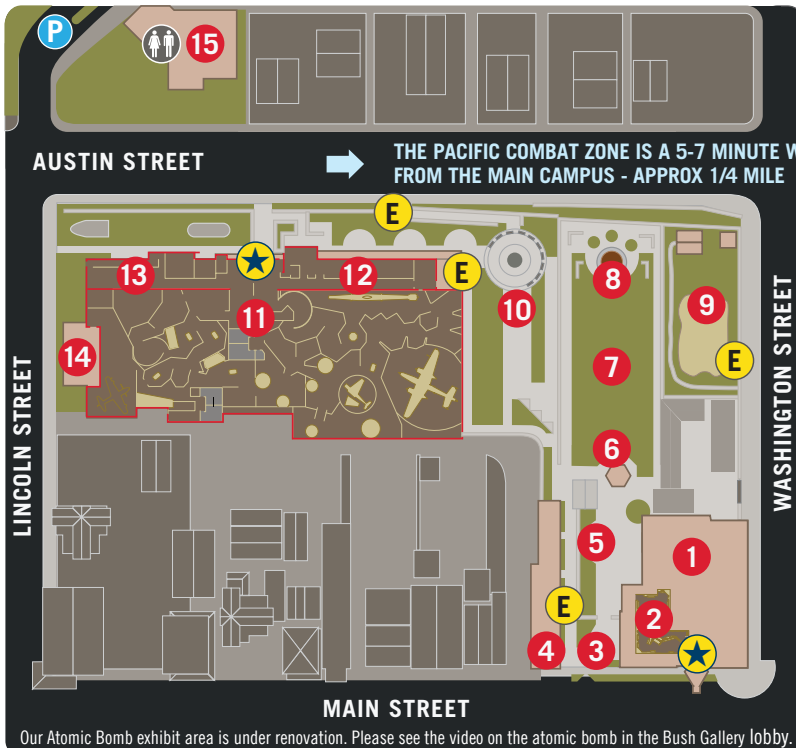 P
15
AUSTIN STREET
THE PACIFIC COMBAT ZONE IS A 5-7 MINUTE W
FROM THE MAIN CAMPUS - APPROX 1/4 MILE
E
13
12
E
8
10
9
11
14
7
E
LINCOLN STREET
WASHINGTON STREET
6
5
1
E
2
4
3
MAIN STREET
Our Atomic Bomb exhibit area is under renovation. Please see the video on the atomic bomb in the Bush Gallery lobby.